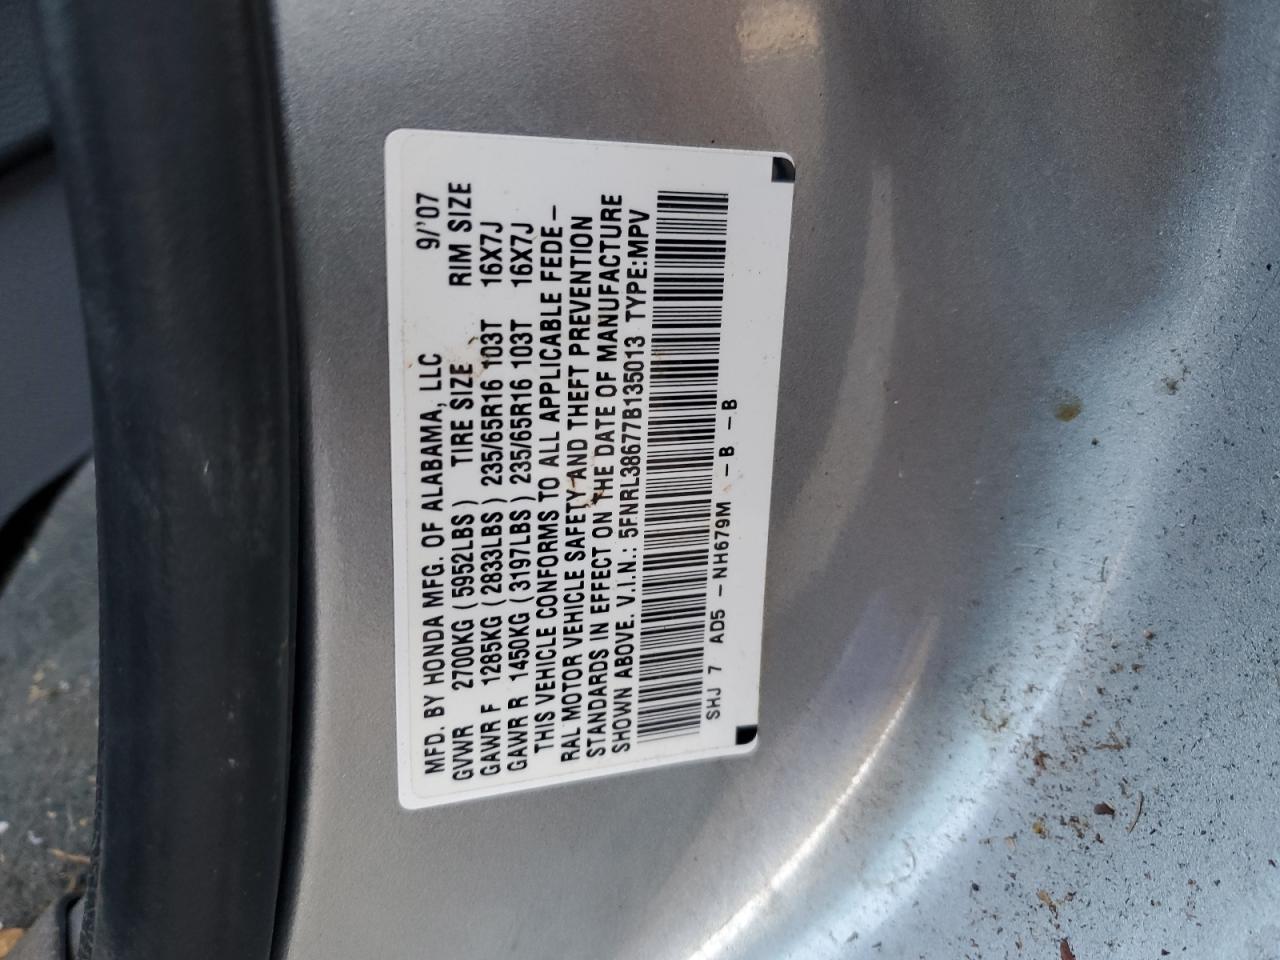 MFD. BY HONDA MFG. OF ALABAMA, LLC 9/'07
GVWR 2700KG (5952LBS) TIRE SIZE RIM SIZE
GAWR F 1285KG (2833LBS) 235/65R16 103T 16X7J
GAWR R 1450KG (3197LBS) 235/65R16 103T 16X7J
THIS VEHICLE CONFORMS TO ALL APPLICABLE FEDE-
RAL MOTOR VEHICLE SAFETY AND THEFT PREVENTION
STANDARDS IN EFFECT ON THE DATE OF MANUFACTURE
SHOWN ABOVE. V.I.N.: 5FNRL38677B135013 TYPE:MPV
SHJ 7 AD5 - NH679M - B - B